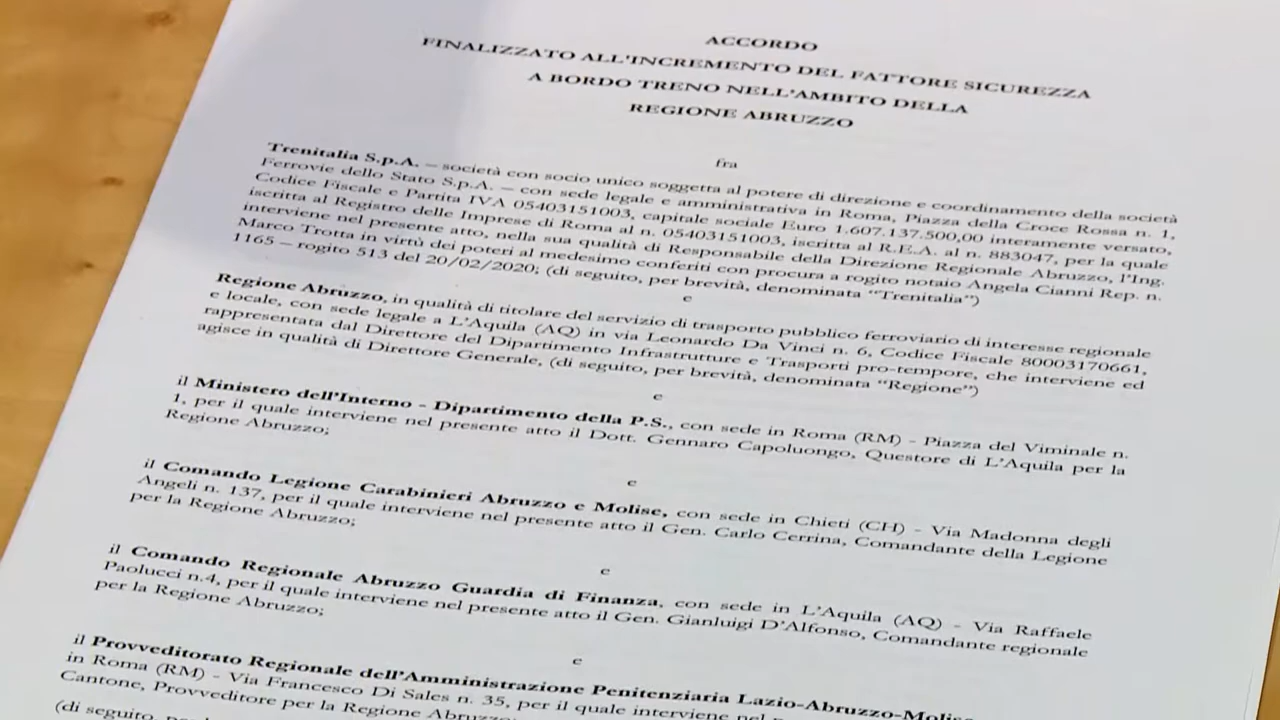 ACCORDO
FINALIZZATO ALL'INCREMENTO DEL FATTORE SICUREZZA
A BORDO TRENO NELL'AMBITO DELLA
REGIONE ABRUZZO
fra
Trenitalia S.p.A. – società con socio unico soggetta al potere di direzione e coordinamento della società
Ferrovie dello Stato S.p.A. – con sede legale e amministrativa in Roma, Piazza della Croce Rossa n. 1,
Codice Fiscale e Partita IVA 05403151003, capitale sociale Euro 1.607.137.500,00 interamente versato,
iscritta al Registro delle Imprese di Roma al n. 05403151003, iscritta al R.E.A. al n. 883047, per la quale
interviene nel presente atto, nella sua qualità di Responsabile della Direzione Regionale Abruzzo, l'Ing.
Marco Trotta in virtù dei poteri al medesimo conferiti con procura a rogito notaio Angela Cianni Rep. n.
1165 – rogito 513 del 20/02/2020; (di seguito, per brevità, denominata "Trenitalia")
e
Regione Abruzzo, in qualità di titolare del servizio di trasporto pubblico ferroviario di interesse regionale
e locale, con sede legale a L'Aquila (AQ) in via Leonardo Da Vinci n. 6, Codice Fiscale 80003170661,
rappresentata dal Direttore del Dipartimento Infrastrutture e Trasporti pro-tempore, che interviene ed
agisce in qualità di Direttore Generale, (di seguito, per brevità, denominata "Regione")
e
il Ministero dell'Interno - Dipartimento della P.S., con sede in Roma (RM) - Piazza del Viminale n.
1, per il quale interviene nel presente atto il Dott. Gennaro Capoluongo, Questore di L'Aquila per la
Regione Abruzzo;
e
il Comando Legione Carabinieri Abruzzo e Molise, con sede in Chieti (CH) - Via Madonna degli
Angeli n. 137, per il quale interviene nel presente atto il Gen. Carlo Cerrina, Comandante della Legione
per la Regione Abruzzo;
e
il Comando Regionale Abruzzo Guardia di Finanza, con sede in L'Aquila (AQ) - Via Raffaele
Paolucci n.4, per il quale interviene nel presente atto il Gen. Gianluigi D'Alfonso, Comandante regionale
per la Regione Abruzzo;
e
il Provveditorato Regionale dell'Amministrazione Penitenziaria Lazio-Abruzzo-Molise
in Roma (RM) - Via Francesco Di Sales n. 35, per il quale interviene nel
Cantone, Provveditore per la Regione Abruzzo;
(di seguito,